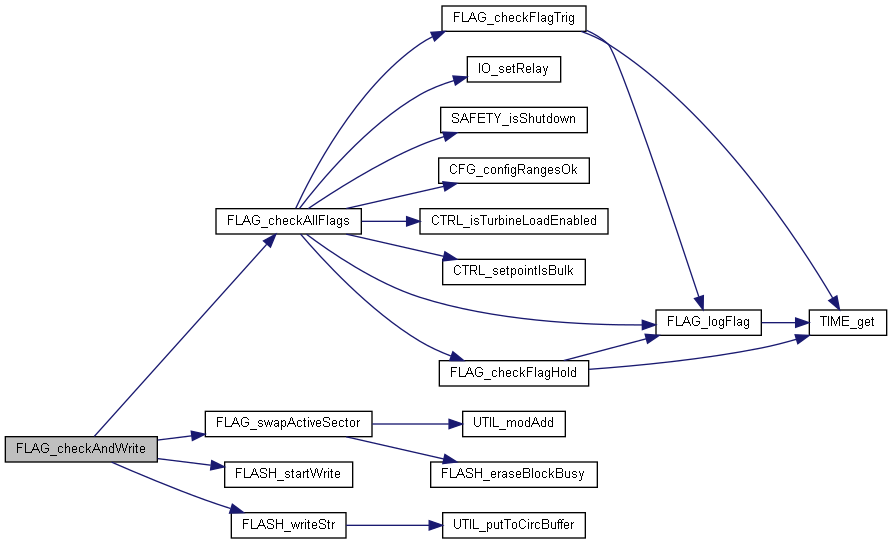 FLAG_checkFlagTrig
IO_setRelay
SAFETY_isShutdown
CFG_configRangesOk
FLAG_checkAllFlags
CTRL_isTurbineLoadEnabled
CTRL_setpointIsBulk
FLAG_logFlag
TIME_get
FLAG_checkFlagHold
FLAG_swapActiveSector
UTIL_modAdd
FLAG_checkAndWrite
FLASH_startWrite
FLASH_eraseBlockBusy
FLASH_writeStr
UTIL_putToCircBuffer